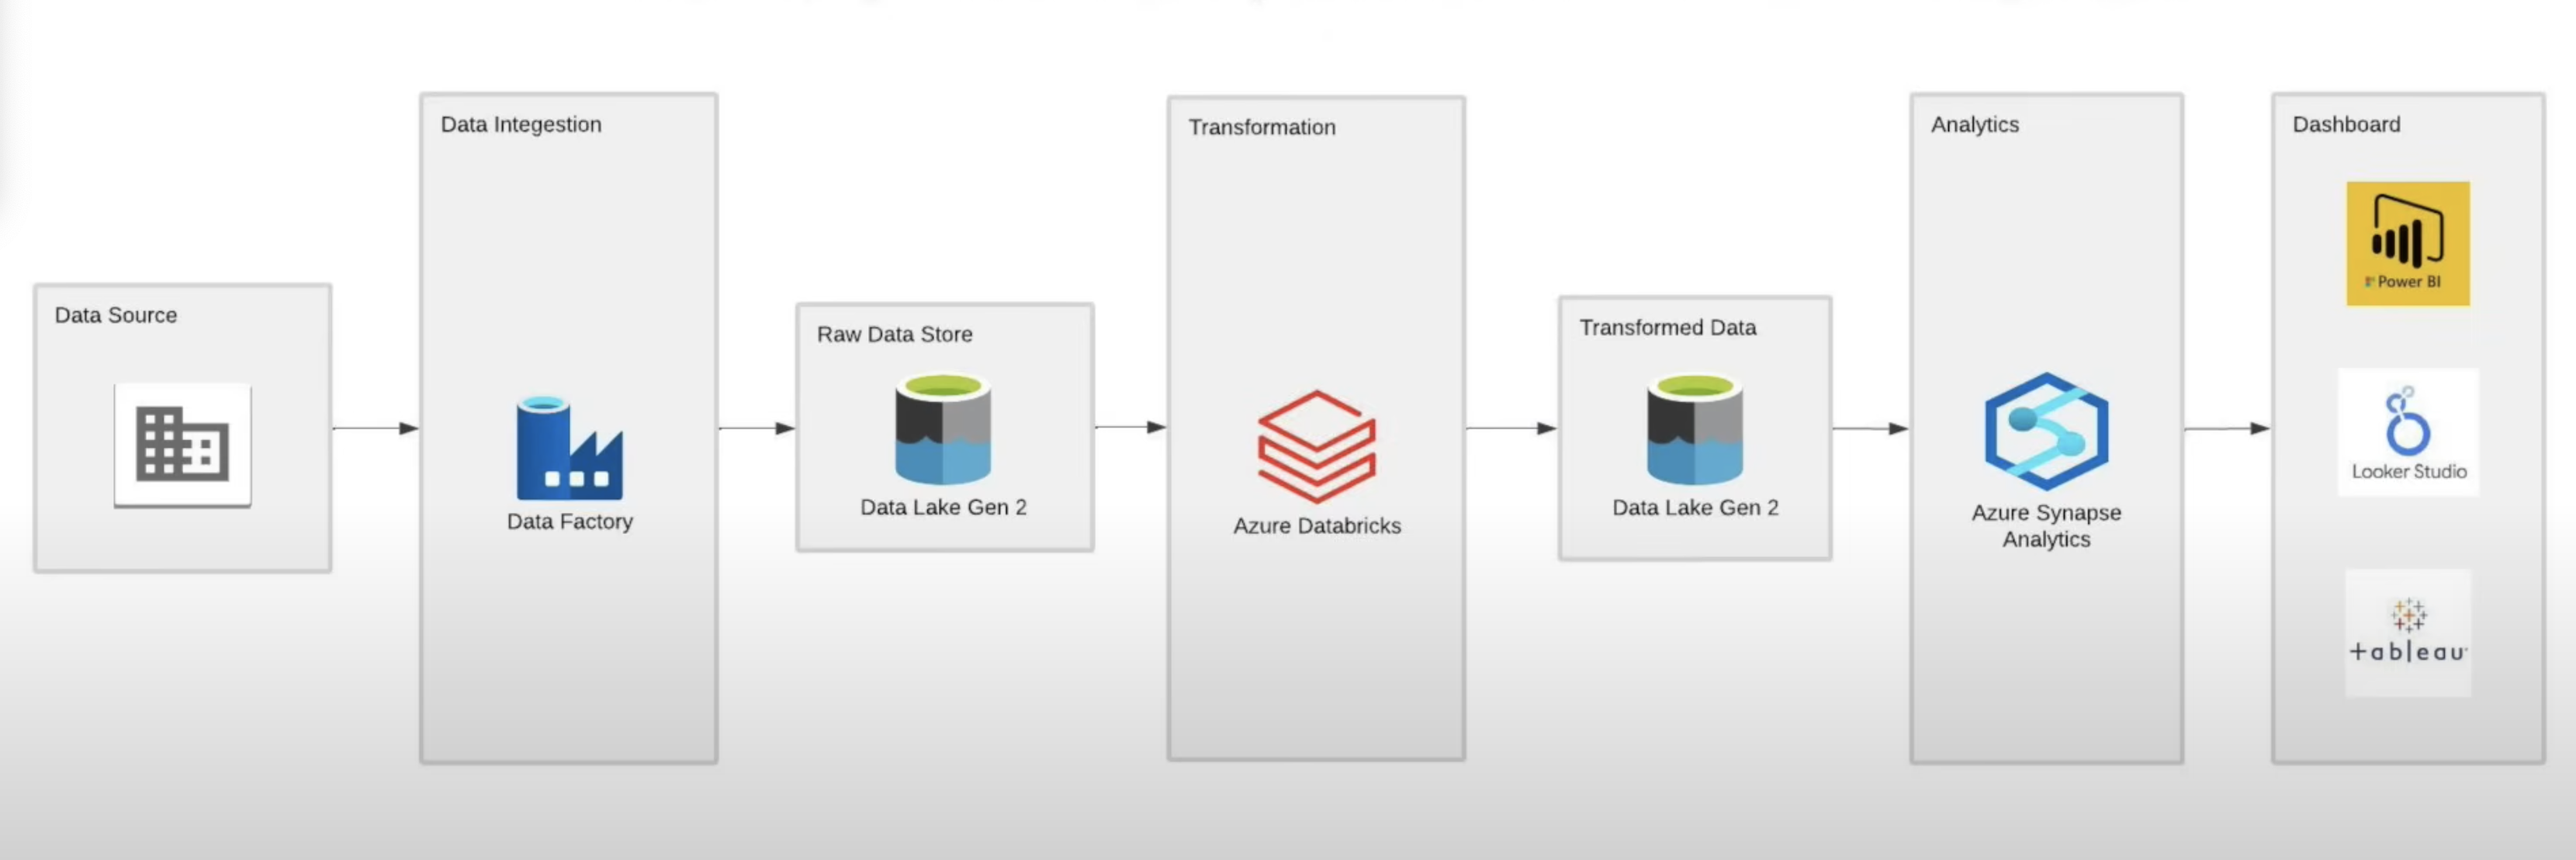 Data Source
Data Integestion
Data Factory
Raw Data Store
Data Lake Gen 2
Transformation
Azure Databricks
Transformed Data
Data Lake Gen 2
Analytics
Azure Synapse
Analytics
Dashboard
Power BI
Looker Studio
+ableau